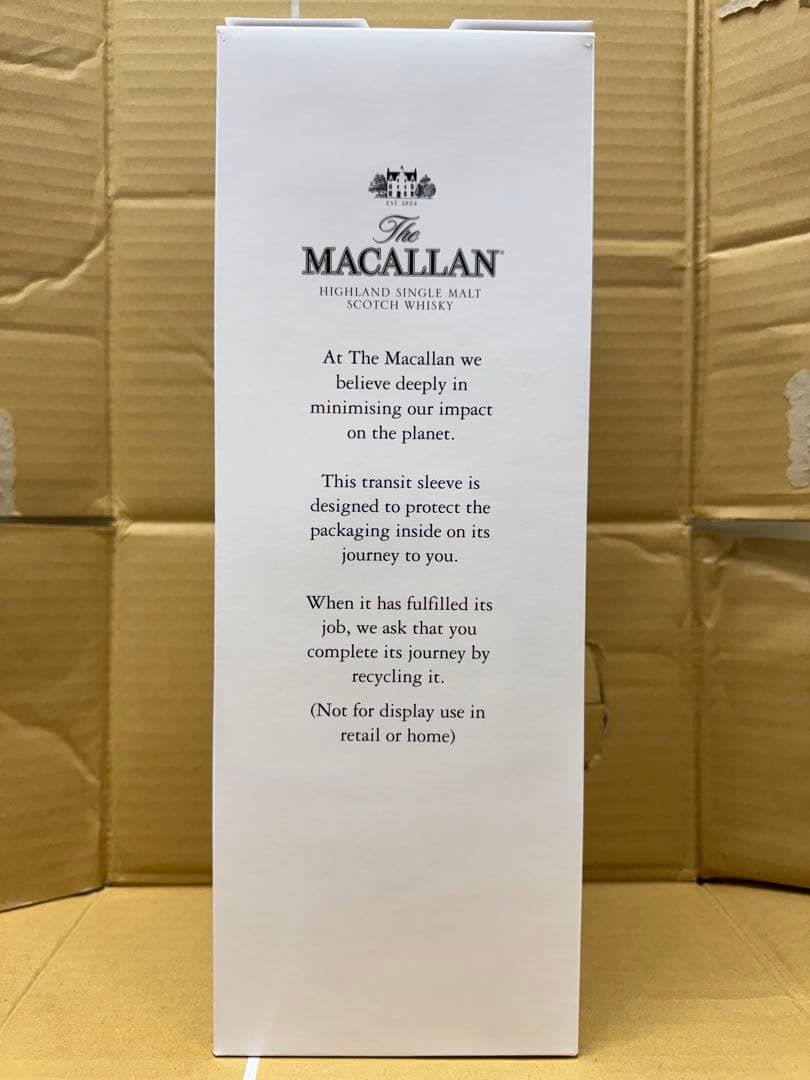 EST. 1824
The
MACALLAN
HIGHLAND SINGLE MALT
SCOTCH WHISKY
At The Macallan we
believe deeply in
minimising our impact
on the planet.
This transit sleeve is
designed to protect the
packaging inside on its
journey to you.
When it has fulfilled its
job, we ask that you
complete its journey by
recycling it.
(Not for display use in
retail or home)